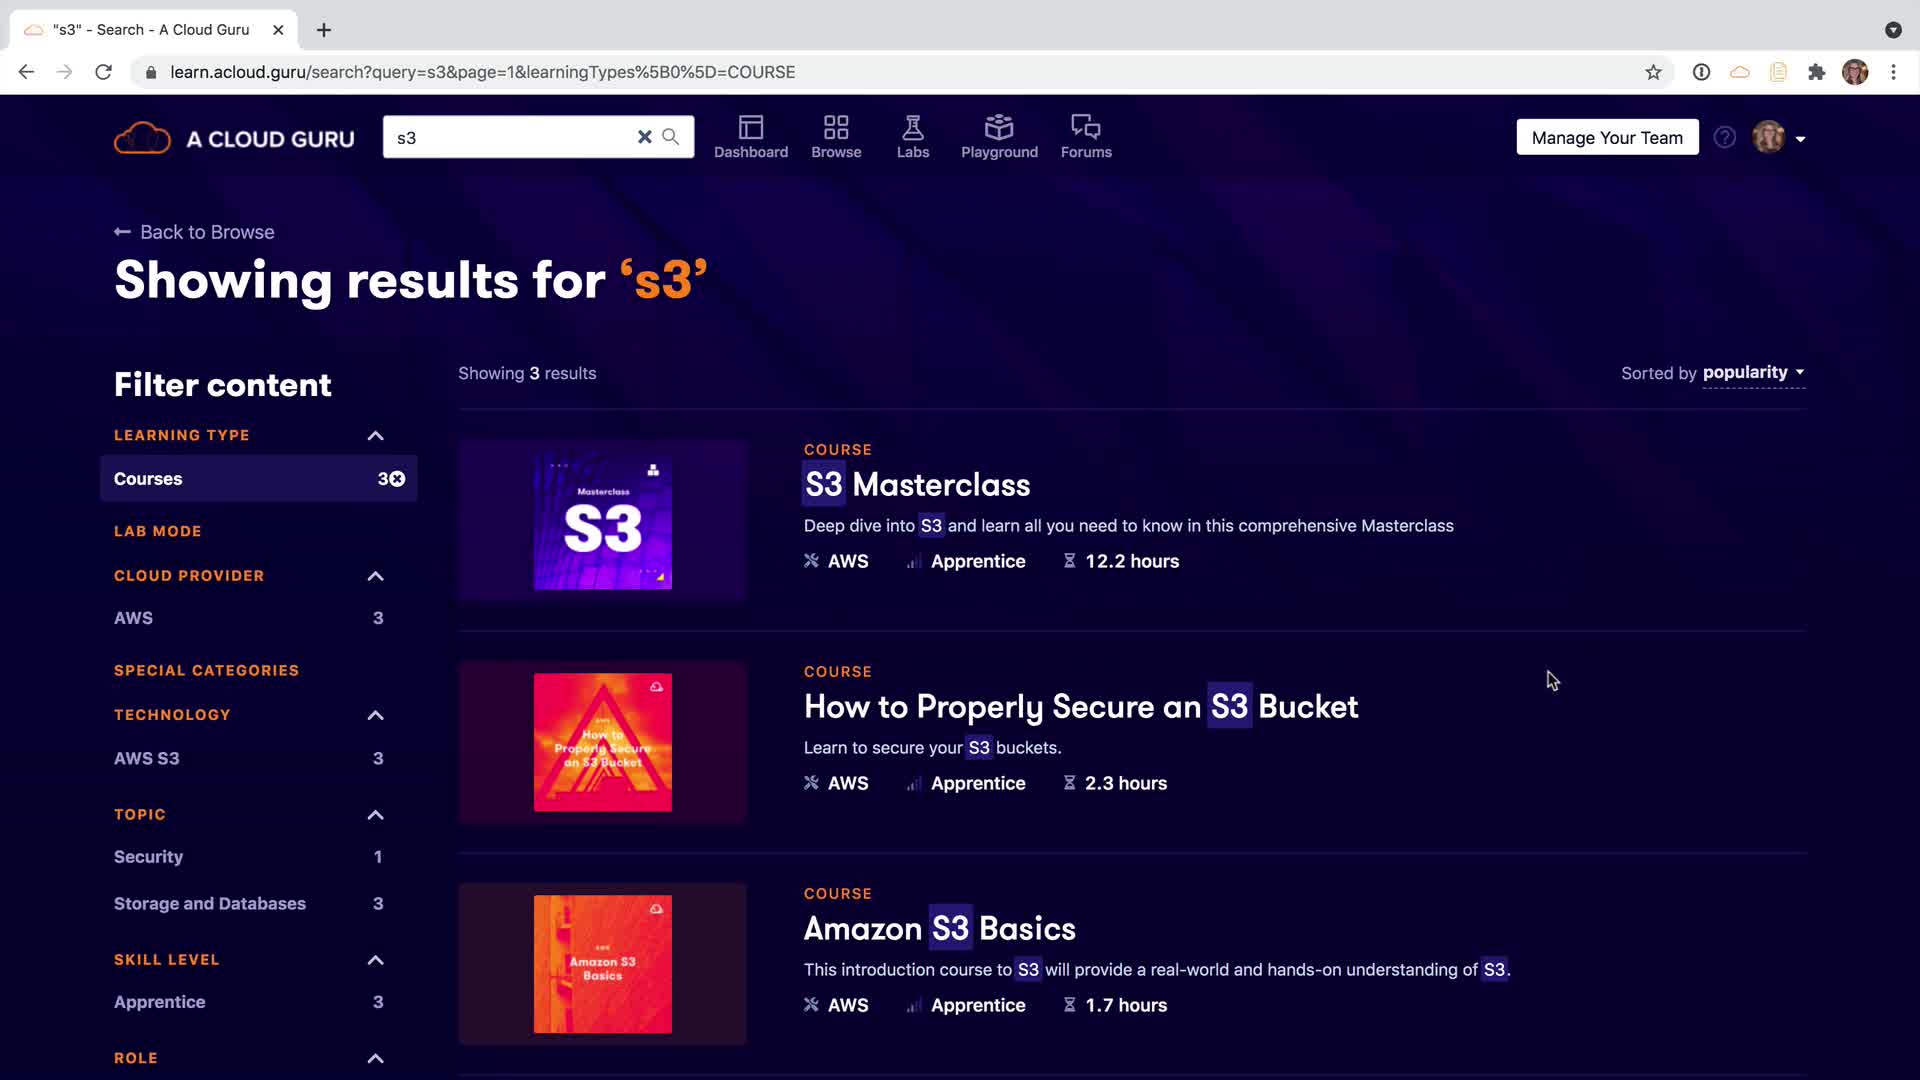 "s3" - Search - A Cloud Guru
learn.acloud.guru/search?query=s3&page=1&learningTypes%5B0%5D=COURSE
A CLOUD GURU
s3
Dashboard
Browse
Labs
Playground
Forums
Manage Your Team
Back to Browse
Showing results for ‘s3’
Filter content
LEARNING TYPE
Courses 3
LAB MODE
CLOUD PROVIDER
AWS 3
SPECIAL CATEGORIES
TECHNOLOGY
AWS S3 3
TOPIC
Security 1
Storage and Databases 3
SKILL LEVEL
Apprentice 3
ROLE
Showing 3 results
Sorted by popularity
Masterclass
S3
COURSE
S3 Masterclass
Deep dive into S3 and learn all you need to know in this comprehensive Masterclass
AWS Apprentice 12.2 hours
AWS
How to
Properly Secure
an S3 Bucket
COURSE
How to Properly Secure an S3 Bucket
Learn to secure your S3 buckets.
AWS Apprentice 2.3 hours
AWS
Amazon S3
Basics
COURSE
Amazon S3 Basics
This introduction course to S3 will provide a real-world and hands-on understanding of S3.
AWS Apprentice 1.7 hours